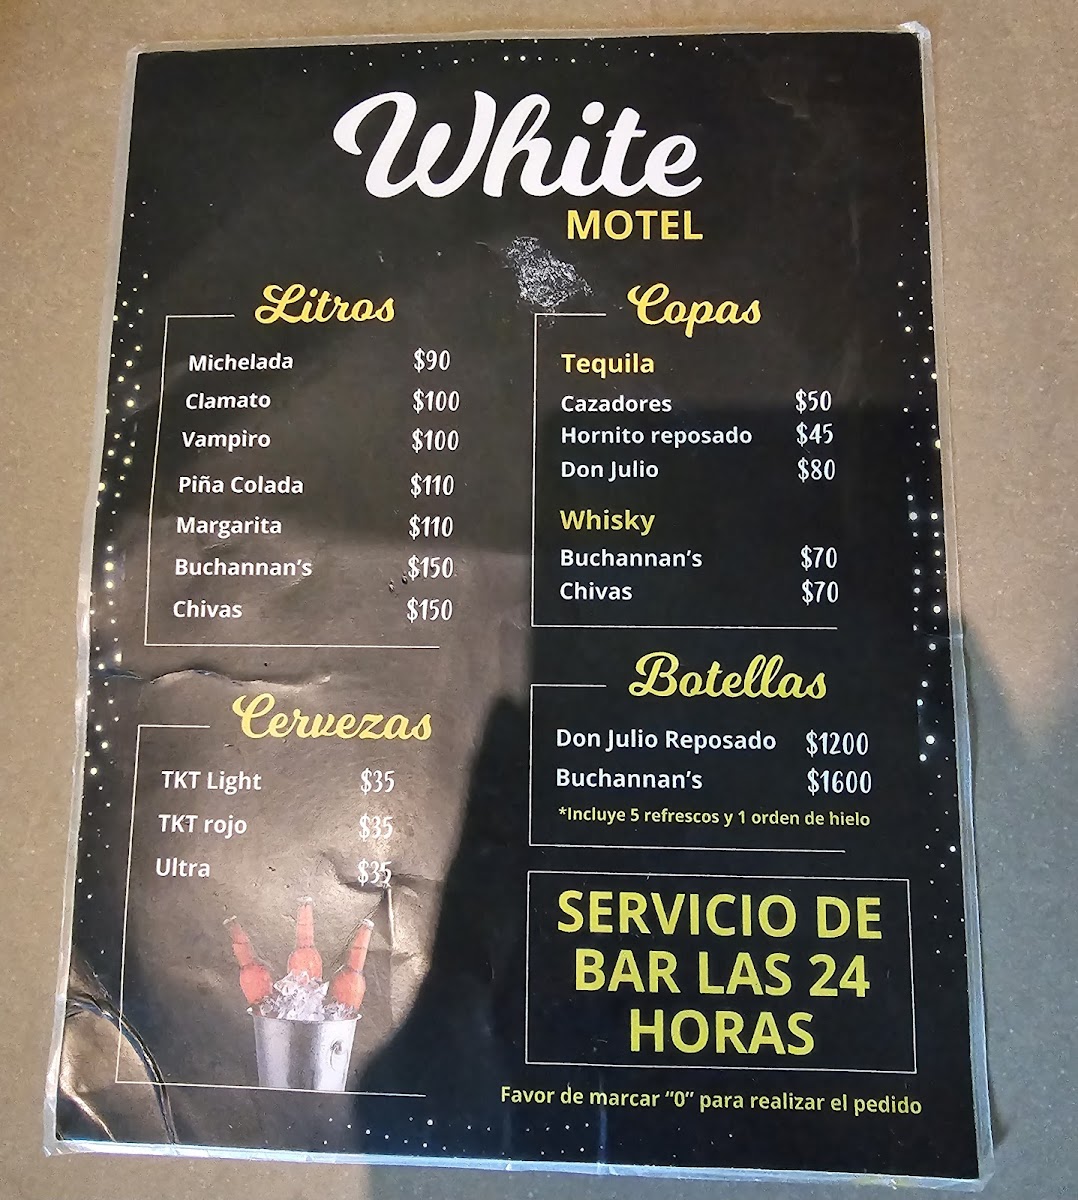 White
MOTEL
Litros
Michelada $90
Clamato $100
Vampiro $100
Piña Colada $110
Margarita $110
Buchannan's $150
Chivas $150
Cervezas
TKT Light $35
TKT rojo $35
Ultra $35
Copas
Tequila
Cazadores $50
Hornito reposado $45
Don Julio $80
Whisky
Buchannan's $70
Chivas $70
Botellas
Don Julio Reposado $1200
Buchannan's $1600
*Incluye 5 refrescos y 1 orden de hielo
SERVICIO DE
BAR LAS 24
HORAS
Favor de marcar “0” para realizar el pedido